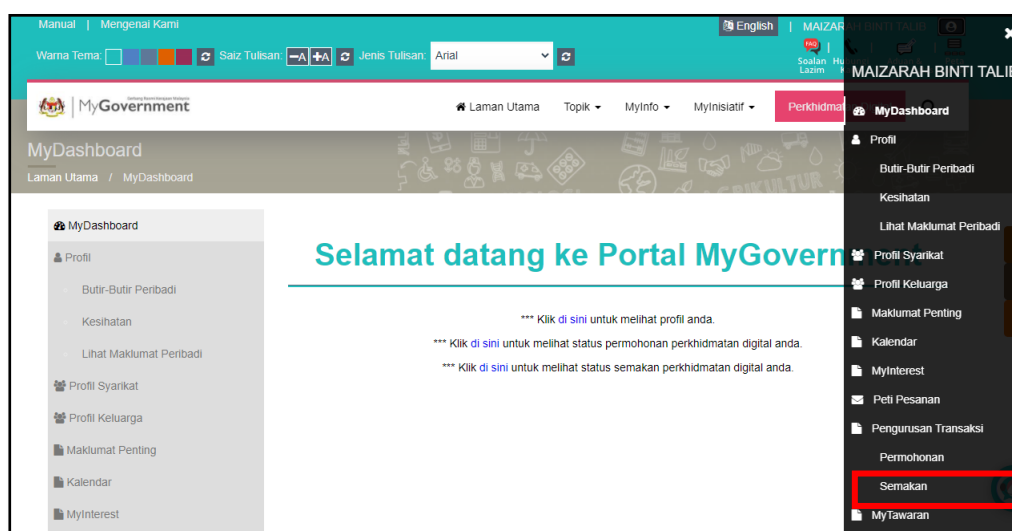 Manual | Mengenai Kami
English | MAIZARAH BINTI TALIB
Warna Tema: Saiz Tulisan: -A +A Jenis Tulisan: Arial
FAQ
Soalan Lazim
MyGovernment
Laman Utama Topik MyInfo MyInisiatif
MyDashboard
Laman Utama / MyDashboard
MyDashboard
Profil
Butir-Butir Peribadi
Kesihatan
Lihat Maklumat Peribadi
Profil Syarikat
Profil Keluarga
Maklumat Penting
Kalendar
MyInterest
Selamat datang ke Portal MyGovernment
*** Klik di sini untuk melihat profil anda.
*** Klik di sini untuk melihat status permohonan perkhidmatan digital anda.
*** Klik di sini untuk melihat status semakan perkhidmatan digital anda.
MAIZARAH BINTI TALIB
MyDashboard
Profil
Butir-Butir Peribadi
Kesihatan
Lihat Maklumat Peribadi
Profil Syarikat
Profil Keluarga
Maklumat Penting
Kalendar
MyInterest
Peti Pesanan
Pengurusan Transaksi
Permohonan
Semakan
MyTawaran